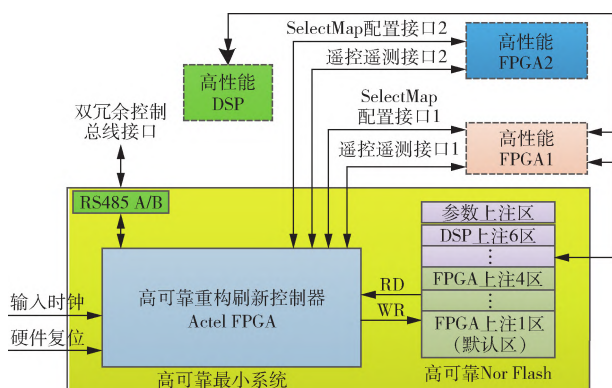 SelectMap配置接口2
遥控遥测接口2
高性能
FPGA2
高性能
DSP
双冗余控制
总线接口
SelectMap
配置接口1
遥控遥测接口1
高性能
FPGA1
RS485 A/B
参数上注区
DSP上注6区
⋮
FPGA上注4区
⋮
FPGA上注1区
(默认区)
高可靠重构刷新控制器
Actel FPGA
RD
WR
输入时钟
硬件复位
高可靠最小系统
高可靠Nor Flash